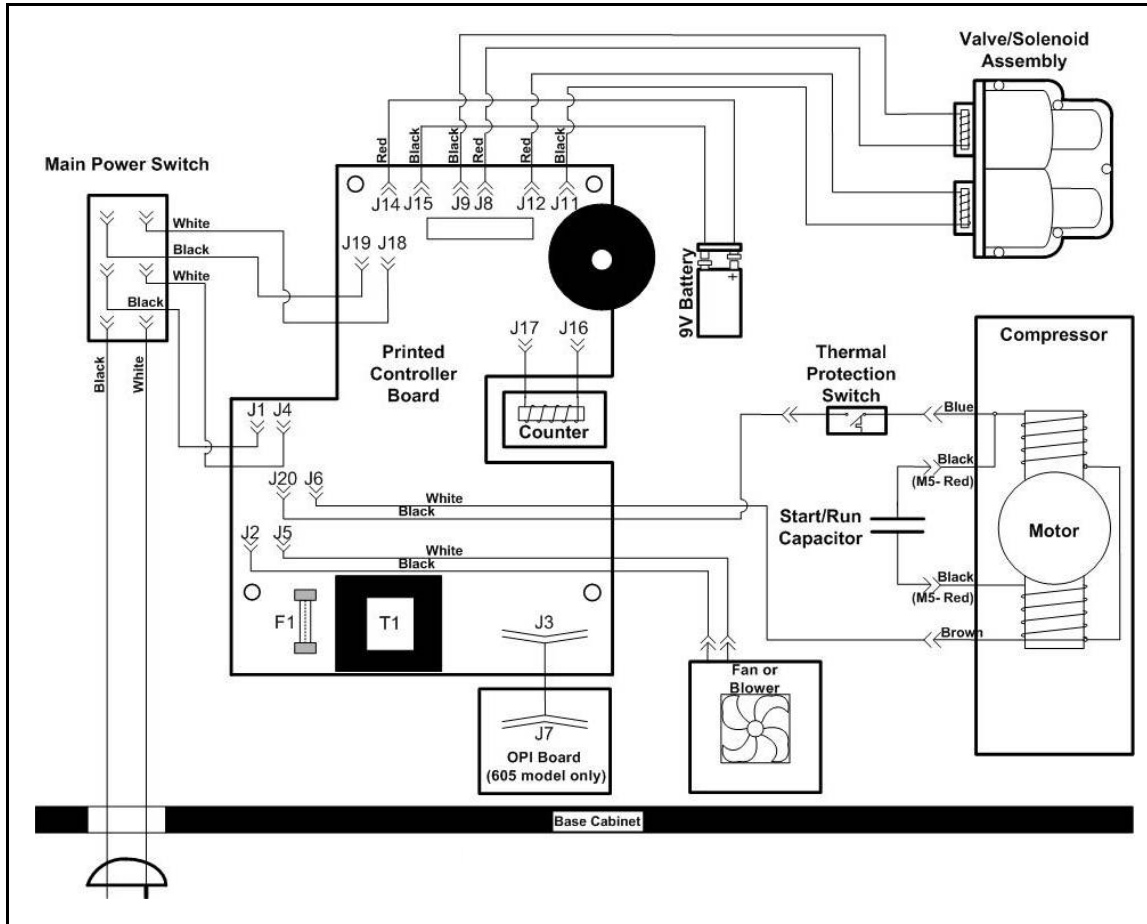 Valve/Solenoid
Assembly
Main Power Switch
Red
Black
Black
Red
Red
Black
J14
J15
J9
J8
J12
J11
White
Black
White
Black
J19
J18
9V Battery
+
Black
White
J17
J16
Printed
Controller
Board
Counter
Thermal
Protection
Switch
Compressor
Blue
Black
(M5- Red)
Start/Run
Capacitor
Motor
Black
(M5- Red)
Brown
J1
J4
J20
J6
White
Black
J2
J5
White
Black
F1
T1
J3
J7
OPI Board
(605 model only)
Fan or
Blower
Base Cabinet